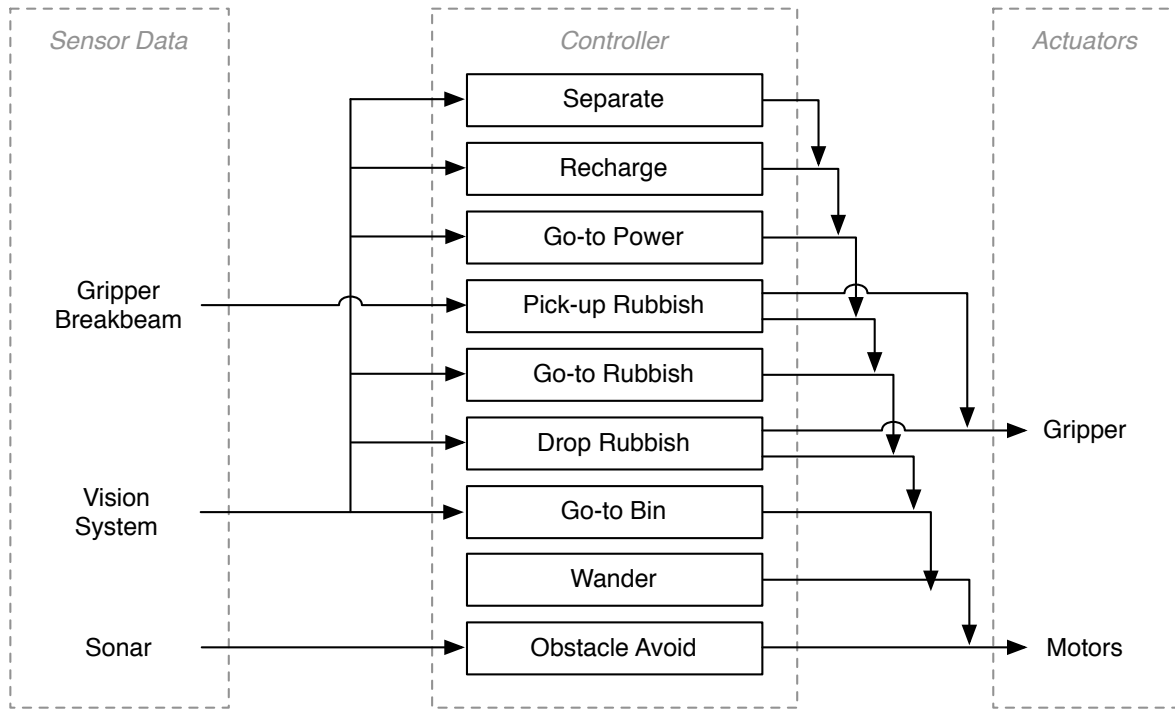 Sensor Data
Controller
Actuators
Separate
Recharge
Go-to Power
Gripper
Breakbeam
Pick-up Rubbish
Go-to Rubbish
Drop Rubbish
Gripper
Vision
System
Go-to Bin
Wander
Sonar
Obstacle Avoid
Motors